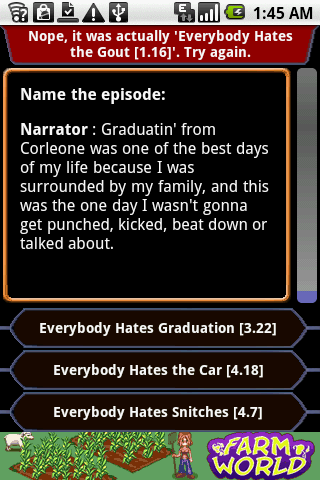 1:45 AM
Nope, it was actually 'Everybody Hates
the Gout [1.16]'. Try again.
Name the episode:
Narrator : Graduatin' from
Corleone was one of the best days
of my life because I was
surrounded by my family, and this
was the one day I wasn't gonna
get punched, kicked, beat down or
talked about.
Everybody Hates Graduation [3.22]
Everybody Hates the Car [4.18]
Everybody Hates Snitches [4.7]
FARM
WORLD